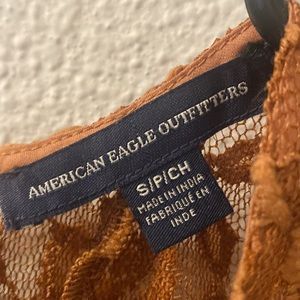 AMERICAN EAGLE OUTFITTERS
S/P/CH
MADE IN INDIA
FABRIQUÉ EN
INDE